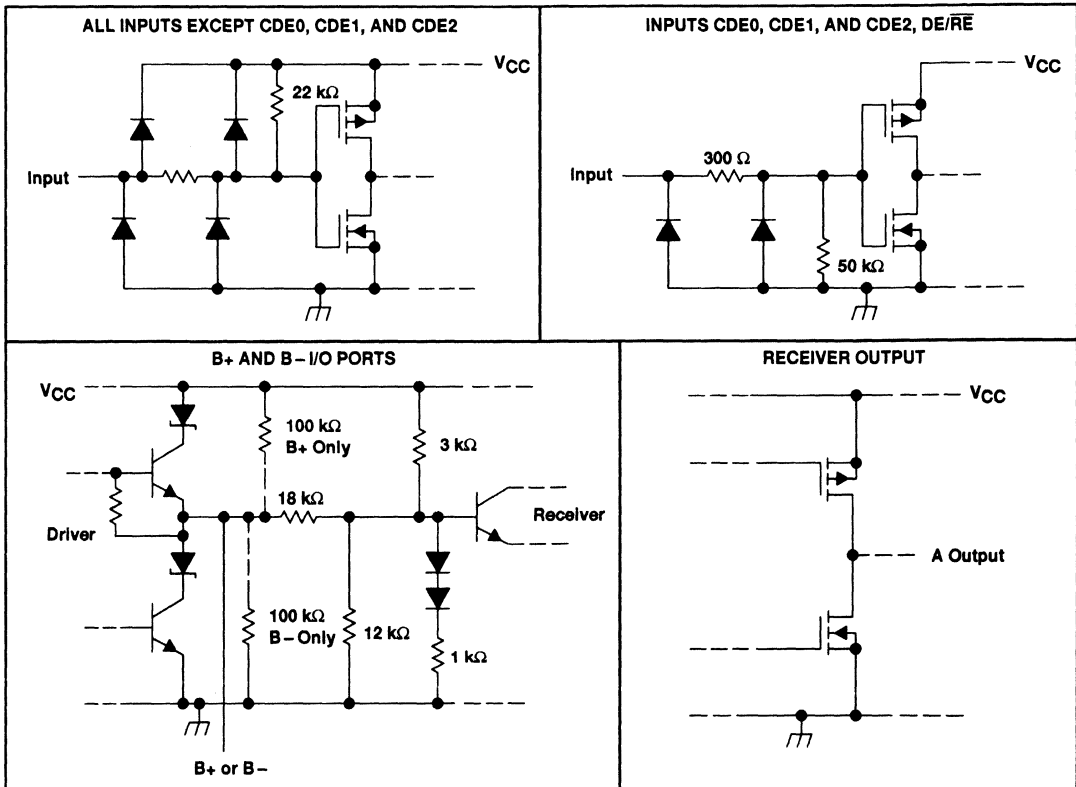 ALL INPUTS EXCEPT CDE0, CDE1, AND CDE2
VCC
22 kΩ
Input
INPUTS CDE0, CDE1, AND CDE2, DE/RE
VCC
300 Ω
Input
50 kΩ
B+ AND B– I/O PORTS
VCC
100 kΩ
B+ Only
3 kΩ
18 kΩ
Receiver
Driver
100 kΩ
B– Only
12 kΩ
1 kΩ
B+ or B–
RECEIVER OUTPUT
VCC
A Output